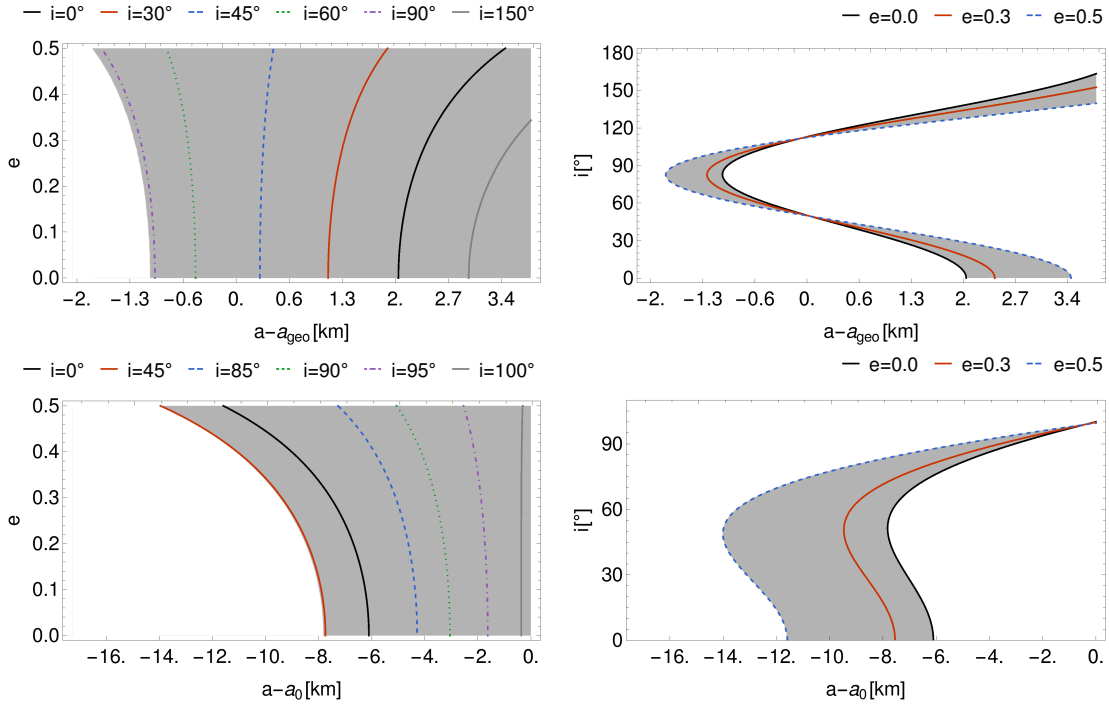 i=0° i=30° i=45° i=60° i=90° i=150°
0.5
0.4
0.3
0.2
0.1
0.0
e
-2. -1.3 -0.6 0. 0.6 1.3 2. 2.7 3.4
a-a_geo[km]
e=0.0 e=0.3 e=0.5
180
150
120
90
60
30
0
i[°]
-2. -1.3 -0.6 0. 0.6 1.3 2. 2.7 3.4
a-a_geo[km]
i=0° i=45° i=85° i=90° i=95° i=100°
0.5
0.4
0.3
0.2
0.1
0.0
e
-16. -14. -12. -10. -8. -6. -4. -2. 0.
a-a_0[km]
e=0.0 e=0.3 e=0.5
90
60
30
0
i[°]
-16. -14. -12. -10. -8. -6. -4. -2. 0.
a-a_0[km]